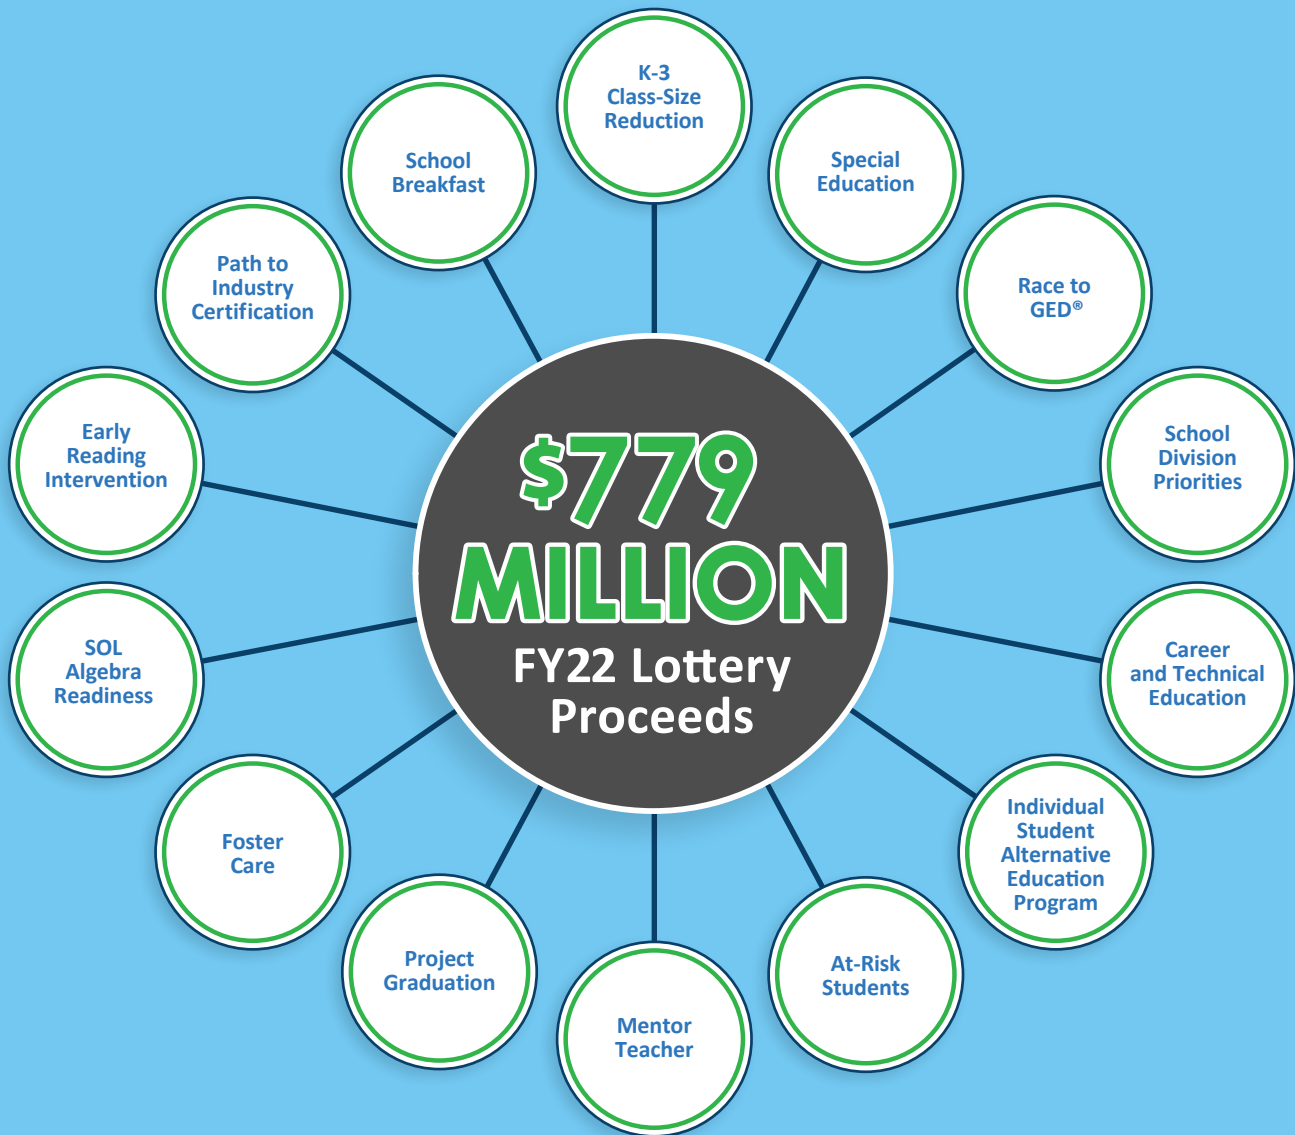 K-3
Class-Size
Reduction
Special
Education
Race to
GED®
School
Division
Priorities
Career
and Technical
Education
Individual
Student
Alternative
Education
Program
At-Risk
Students
Mentor
Teacher
Project
Graduation
Foster
Care
SOL
Algebra
Readiness
Early
Reading
Intervention
Path to
Industry
Certification
School
Breakfast
$779
MILLION
FY22 Lottery
Proceeds